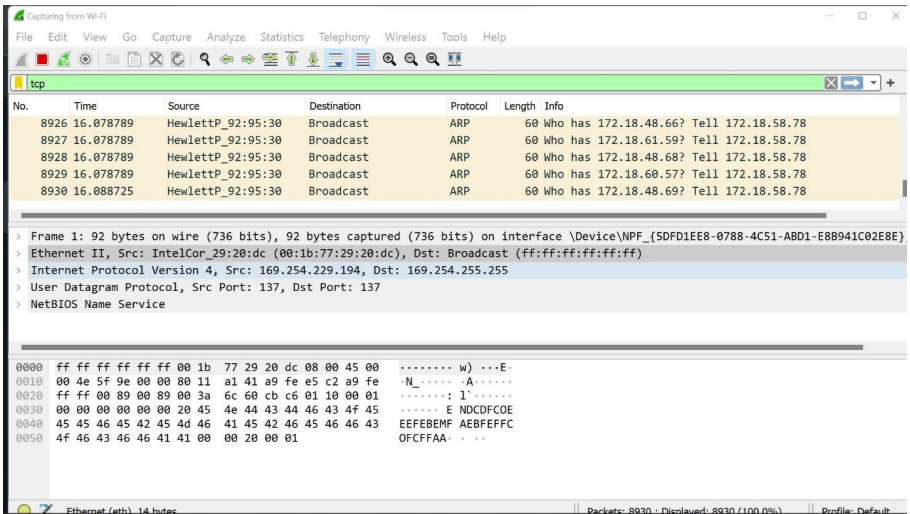 Capturing from Wi-Fi
File Edit View Go Capture Analyze Statistics Telephony Wireless Tools Help
tcp
No. Time Source Destination Protocol Length Info
8926 16.078789 HewlettP_92:95:30 Broadcast ARP 60 Who has 172.18.48.66? Tell 172.18.58.78
8927 16.078789 HewlettP_92:95:30 Broadcast ARP 60 Who has 172.18.61.59? Tell 172.18.58.78
8928 16.078789 HewlettP_92:95:30 Broadcast ARP 60 Who has 172.18.48.68? Tell 172.18.58.78
8929 16.078789 HewlettP_92:95:30 Broadcast ARP 60 Who has 172.18.60.57? Tell 172.18.58.78
8930 16.088725 HewlettP_92:95:30 Broadcast ARP 60 Who has 172.18.48.69? Tell 172.18.58.78
> Frame 1: 92 bytes on wire (736 bits), 92 bytes captured (736 bits) on interface \Device\NPF_{5DFD1EE8-0788-4C51-ABD1-E8B941C02E8E}
> Ethernet II, Src: IntelCor_29:20:dc (00:1b:77:29:20:dc), Dst: Broadcast (ff:ff:ff:ff:ff:ff)
> Internet Protocol Version 4, Src: 169.254.229.194, Dst: 169.254.255.255
> User Datagram Protocol, Src Port: 137, Dst Port: 137
> NetBIOS Name Service
0000 ff ff ff ff ff ff 00 1b 77 29 20 dc 08 00 45 00 ········ w) ···E·
0010 00 4e 5f 9e 00 00 80 11 a1 41 a9 fe e5 c2 a9 fe ·N_····· ·A······
0020 ff ff 00 89 00 89 00 3a 6c 60 cb c6 01 10 00 01 ·······: l`······
0030 00 00 00 00 00 00 20 45 4e 44 43 44 46 43 4f 45 ······ E NDCDFCOE
0040 45 45 46 45 42 45 4d 46 41 45 42 46 45 46 46 43 EEFEBEMF AEBFEFFC
0050 4f 46 43 46 46 41 41 00 00 20 00 01 OFCFFAA· · ··
Ethernet (eth), 14 bytes Packets: 8930 · Displayed: 8930 (100.0%) Profile: Default